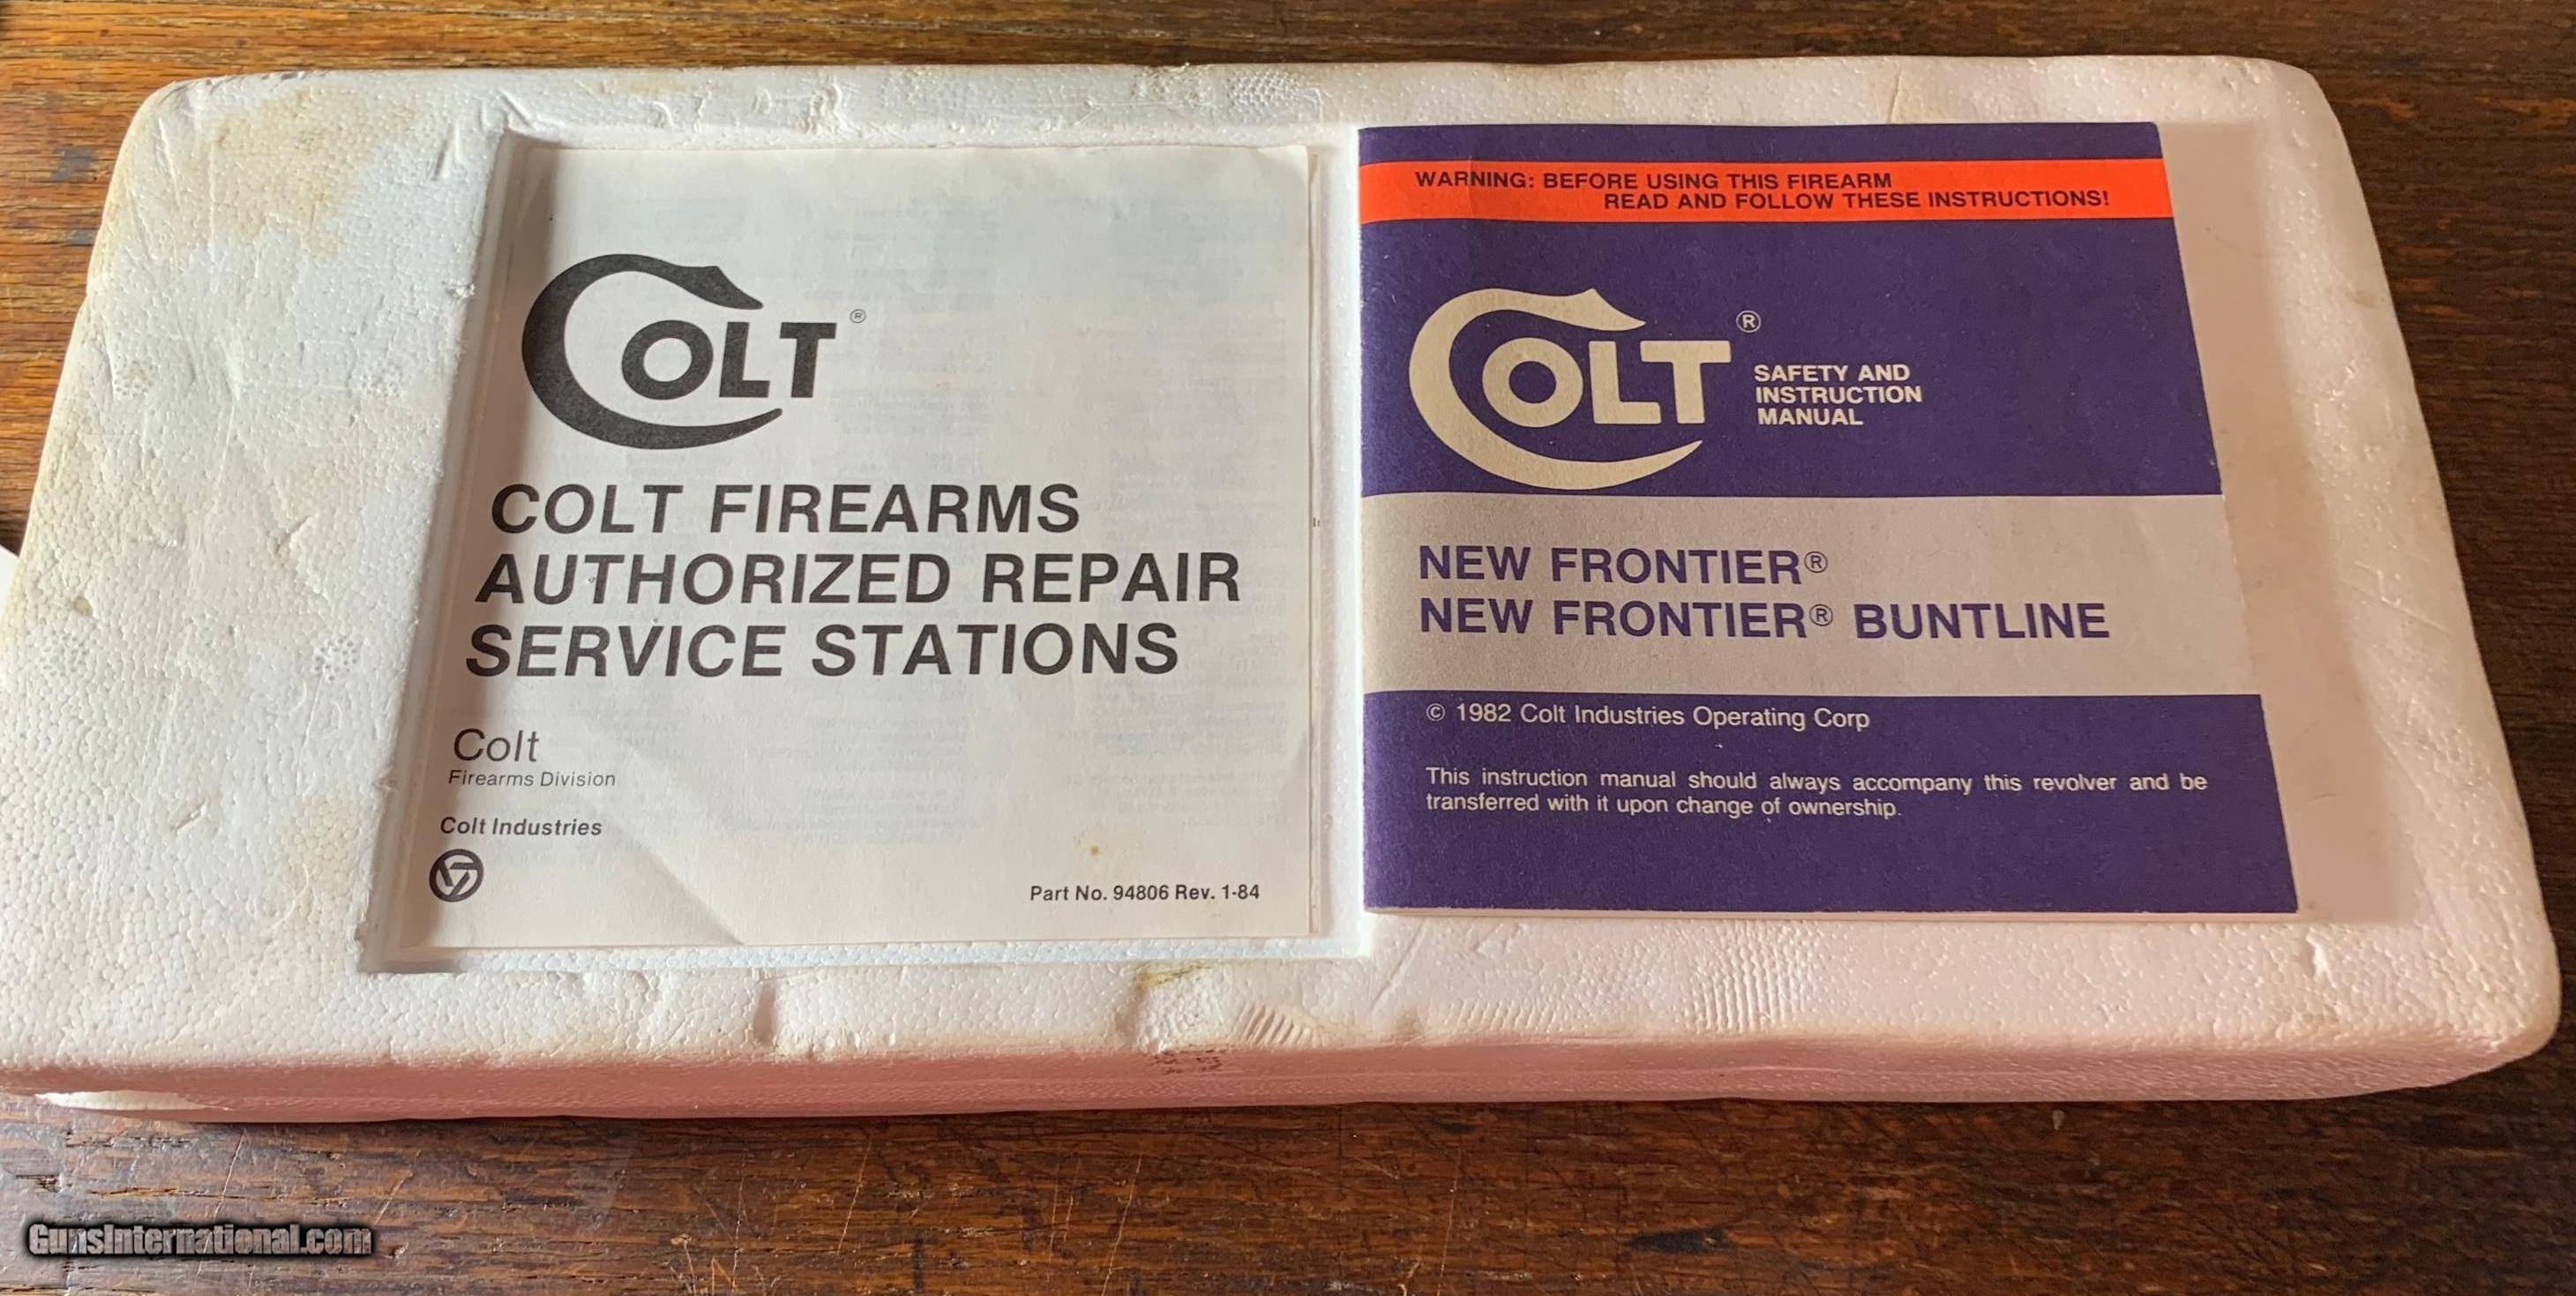 COLT®
COLT FIREARMS
AUTHORIZED REPAIR
SERVICE STATIONS
Colt
Firearms Division
Colt Industries
Part No. 94806 Rev. 1-84
WARNING: BEFORE USING THIS FIREARM
READ AND FOLLOW THESE INSTRUCTIONS!
COLT®
SAFETY AND
INSTRUCTION
MANUAL
NEW FRONTIER®
NEW FRONTIER® BUNTLINE
© 1982 Colt Industries Operating Corp
This instruction manual should always accompany this revolver and be
transferred with it upon change of ownership.
GunsInternational.com